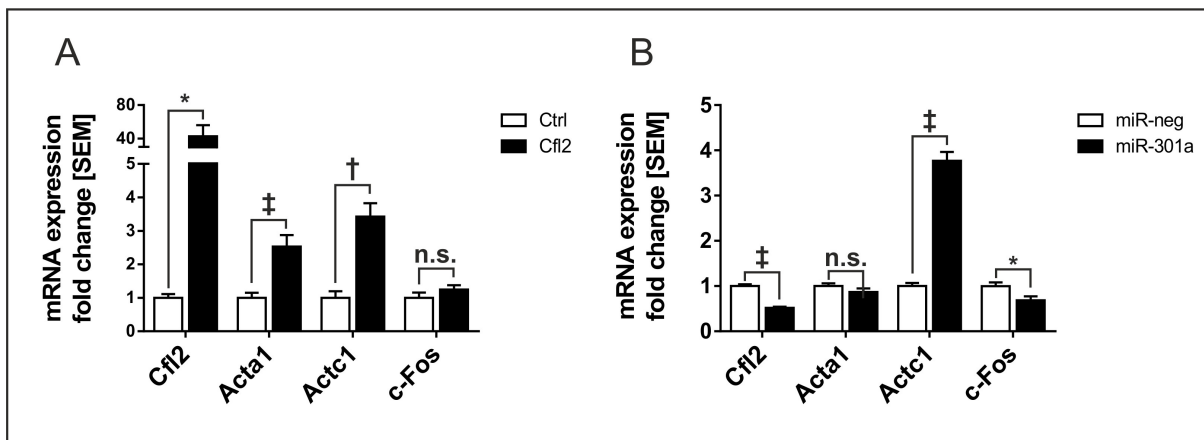 A
mRNA expression
fold change [SEM]
80
40
5
4
3
2
1
0
*
‡
†
n.s.
Cfl2
Acta1
Actc1
c-Fos
Ctrl
Cfl2
B
mRNA expression
fold change [SEM]
5
4
3
2
1
0
‡
n.s.
‡
*
Cfl2
Acta1
Actc1
c-Fos
miR-neg
miR-301a